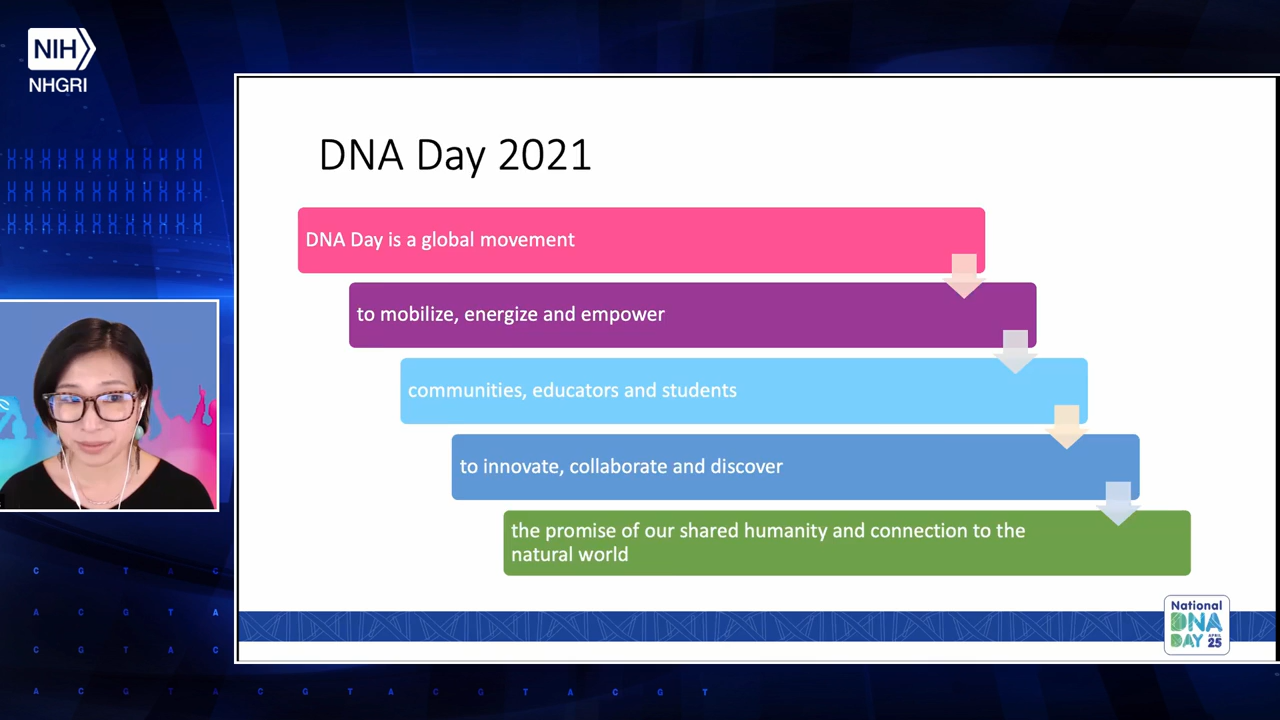 NIH
NHGRI
DNA Day 2021
DNA Day is a global movement
to mobilize, energize and empower
communities, educators and students
to innovate, collaborate and discover
the promise of our shared humanity and connection to the
natural world
National
DNA
DAY APRIL 25
C G T A C
A C G T A
C G T A C
A C G T A C G T A C G T A C G T